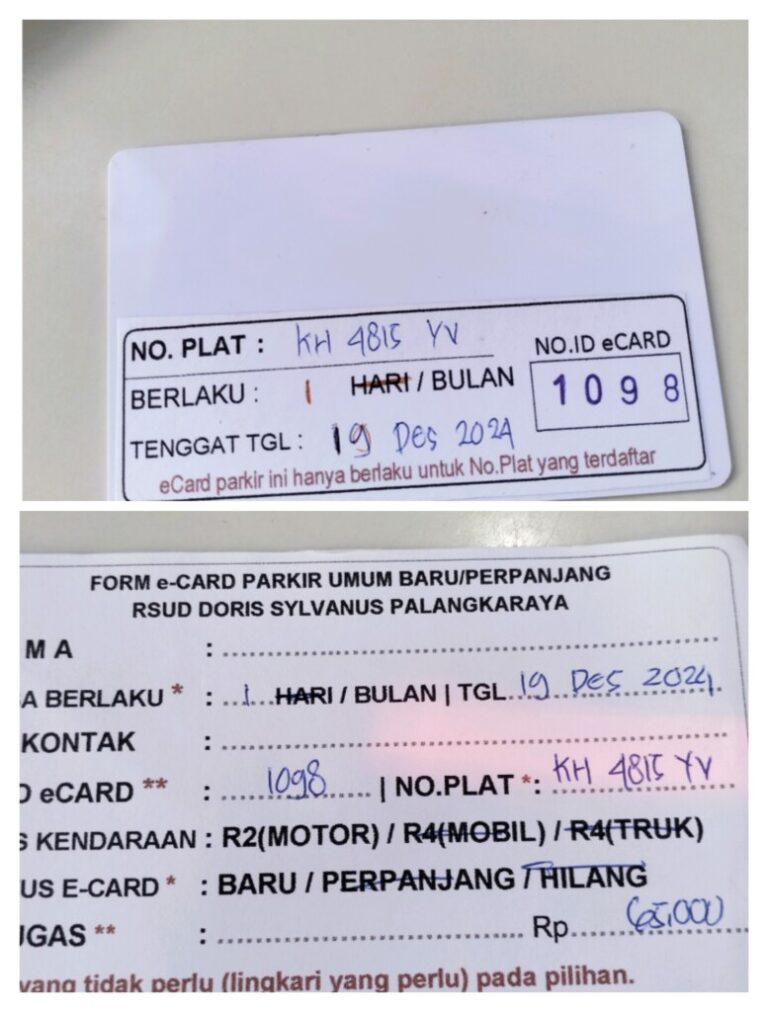 NO. PLAT : KH 4815 YV
NO.ID eCARD
BERLAKU : 1 HARI / BULAN
1098
TENGGAT TGL : 19 Des 2024
eCard parkir ini hanya berlaku untuk No.Plat yang terdaftar
FORM e-CARD PARKIR UMUM BARU/PERPANJANG
RSUD DORIS SYLVANUS PALANGKARAYA
MA : ........................................
A BERLAKU * : ...1... HARI / BULAN | TGL...19 Des 2024.
KONTAK : ........................................
D eCARD ** : ......1098...... | NO.PLAT *: KH 4815 YV
S KENDARAAN : R2(MOTOR) / R4(MOBIL) / R4(TRUK)
US E-CARD * : BARU / PERPANJANG / HILANG
UGAS ** : ........................................ Rp....65.000
yang tidak perlu (lingkari yang perlu) pada pilihan.